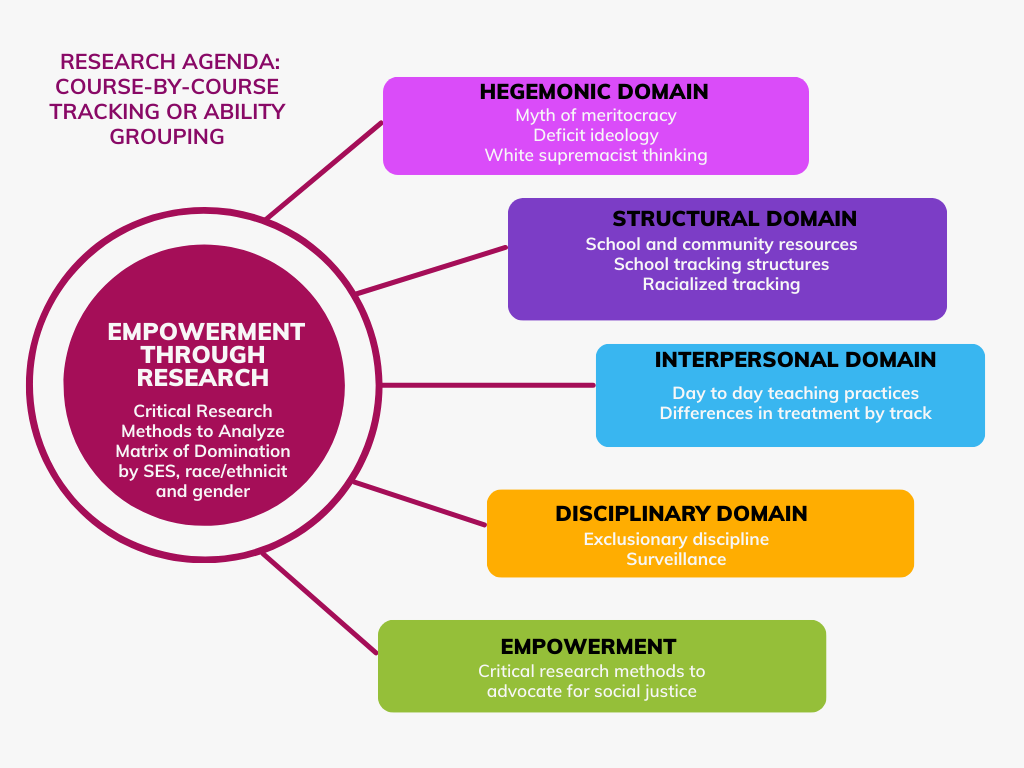 RESEARCH AGENDA:
COURSE-BY-COURSE
TRACKING OR ABILITY
GROUPING
HEGEMONIC DOMAIN
Myth of meritocracy
Deficit ideology
White supremacist thinking
STRUCTURAL DOMAIN
School and community resources
School tracking structures
Racialized tracking
EMPOWERMENT
THROUGH
RESEARCH
Critical Research
Methods to Analyze
Matrix of Domination
by SES, race/ethnicit
and gender
INTERPERSONAL DOMAIN
Day to day teaching practices
Differences in treatment by track
DISCIPLINARY DOMAIN
Exclusionary discipline
Surveillance
EMPOWERMENT
Critical research methods to
advocate for social justice